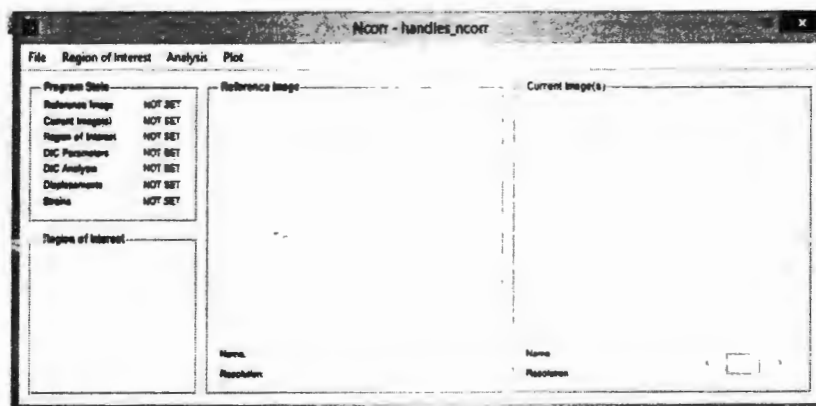 Ncorr - handles_ncorr
File Region of Interest Analysis Plot
Program State
Reference Image NOT SET
Current Image(s) NOT SET
Region of Interest NOT SET
DIC Parameters NOT SET
DIC Analysis NOT SET
Displacements NOT SET
Strains NOT SET
Region of Interest
Reference Image
Name:
Resolution:
Current Image(s)
Name
Resolution